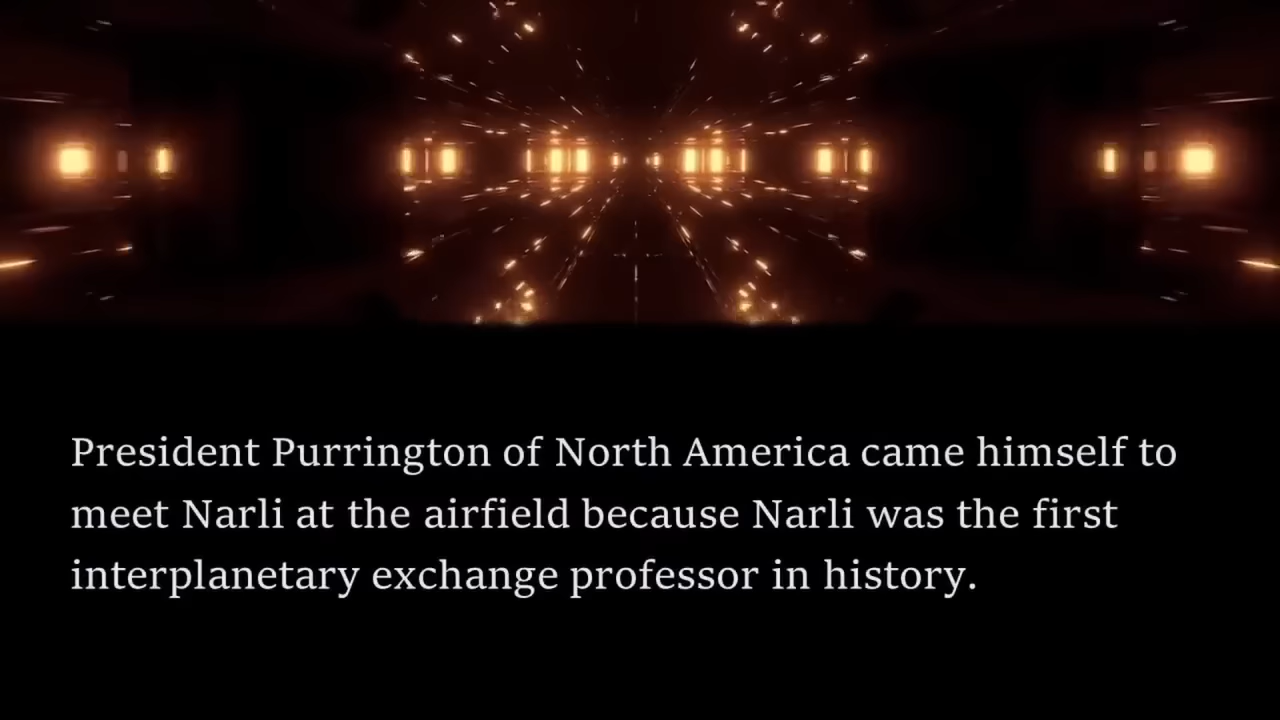 President Purrington of North America came himself to
meet Narli at the airfield because Narli was the first
interplanetary exchange professor in history.